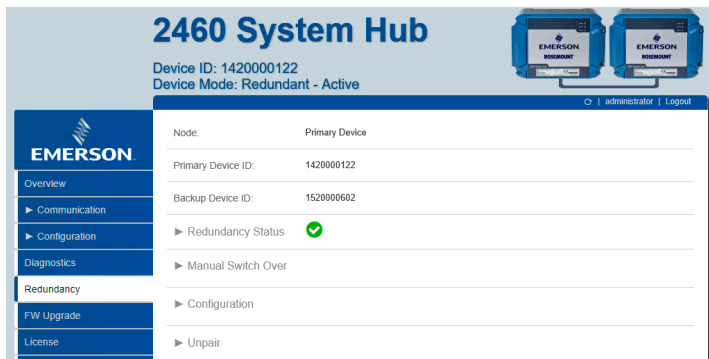 2460 System Hub
EMERSON
ROSEMOUNT
EMERSON
ROSEMOUNT
Device ID: 1420000122
Device Mode: Redundant - Active
| administrator | Logout
EMERSON
Node: Primary Device
Primary Device ID: 1420000122
Backup Device ID: 1520000602
► Redundancy Status
► Manual Switch Over
► Configuration
► Unpair
Overview
► Communication
► Configuration
Diagnostics
Redundancy
FW Upgrade
License